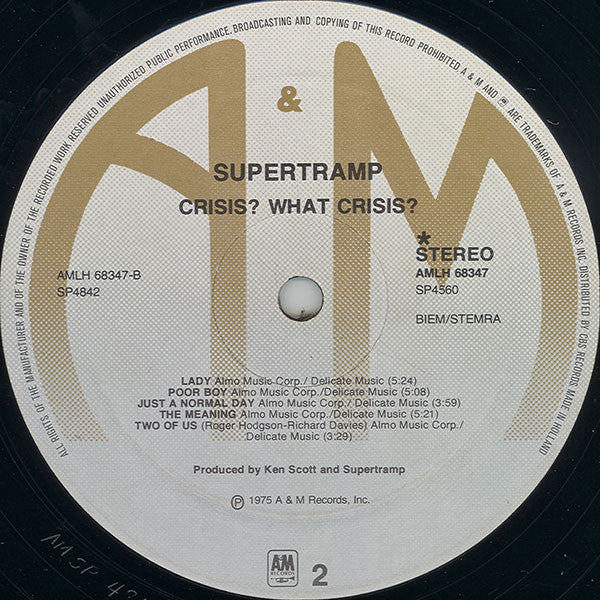 ALL RIGHTS OF THE MANUFACTURER AND OF THE OWNER OF THE RECORDED WORK RESERVED UNAUTHORIZED PUBLIC PERFORMANCE, BROADCASTING AND COPYING OF THIS RECORD PROHIBITED. A & M AND A&M ARE TRADEMARKS OF A & M RECORDS INC. DISTRIBUTED BY CBS RECORDS MADE IN HOLLAND
A & M
SUPERTRAMP
CRISIS? WHAT CRISIS?
*
STEREO
AMLH 68347-B
AMLH 68347
SP4842
SP4560
BIEM/STEMRA
LADY Almo Music Corp./ Delicate Music (5:24)
POOR BOY Almo Music Corp./Delicate Music (5:08)
JUST A NORMAL DAY Almo Music Corp./ Delicate Music (3:59)
THE MEANING Almo Music Corp./ Delicate Music (5:21)
TWO OF US (Roger Hodgson-Richard Davies) Almo Music Corp./
Delicate Music (3:29)
Produced by Ken Scott and Supertramp
Ⓟ 1975 A & M Records, Inc.
A&M
RECORDS
2